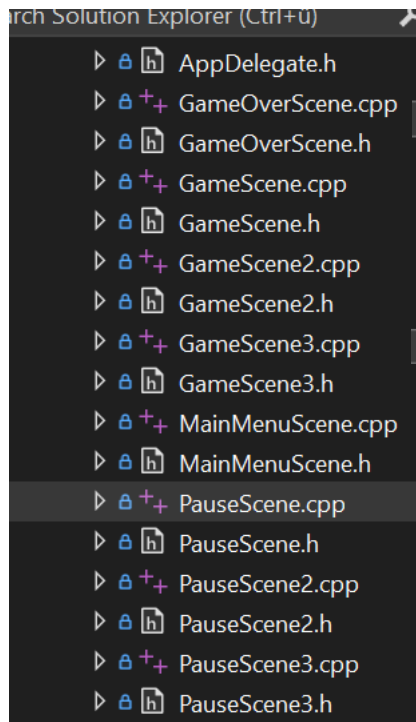 arch Solution Explorer (Ctrl+ü)
AppDelegate.h
GameOverScene.cpp
GameOverScene.h
GameScene.cpp
GameScene.h
GameScene2.cpp
GameScene2.h
GameScene3.cpp
GameScene3.h
MainMenuScene.cpp
MainMenuScene.h
PauseScene.cpp
PauseScene.h
PauseScene2.cpp
PauseScene2.h
PauseScene3.cpp
PauseScene3.h